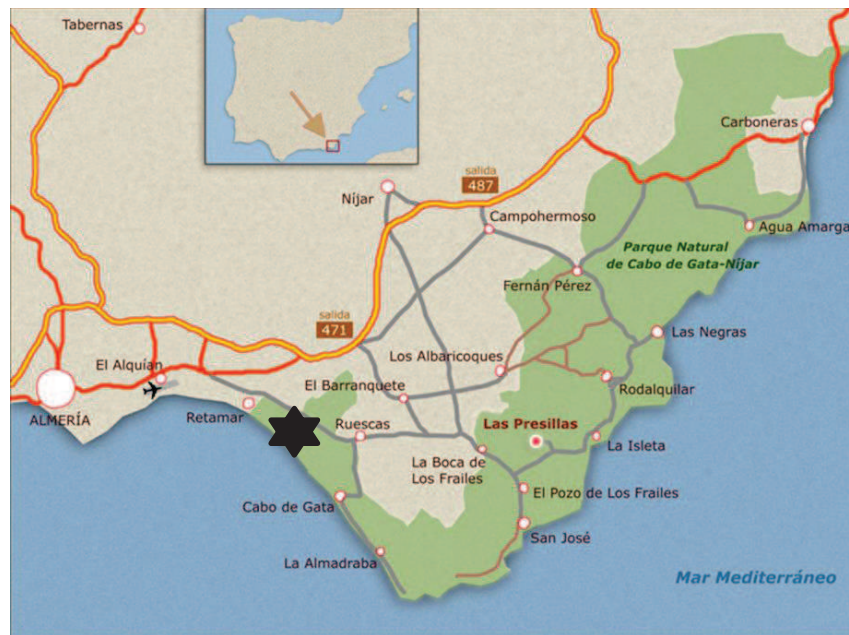 Tabernas
Carboneras
salida
487
Níjar
Campohermoso
Agua Amarga
Parque Natural
de Cabo de Gata-Níjar
Fernán Pérez
salida
471
Las Negras
Los Albaricoques
El Alquían
El Barranquete
Rodalquilar
ALMERÍA
Retamar
Ruescas
Las Presillas
La Isleta
La Boca de
Los Frailes
El Pozo de Los Frailes
Cabo de Gata
San José
La Almadraba
Mar Mediterráneo